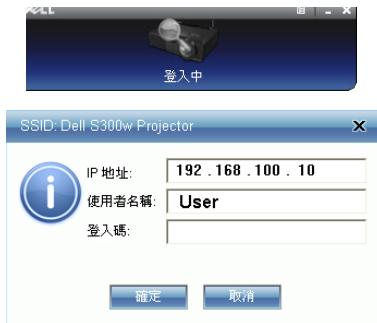 DELL
登入中
SSID: Dell S300w Projector
IP 地址: 192 . 168 . 100 . 10
使用者名稱: User
登入碼:
確定 取消